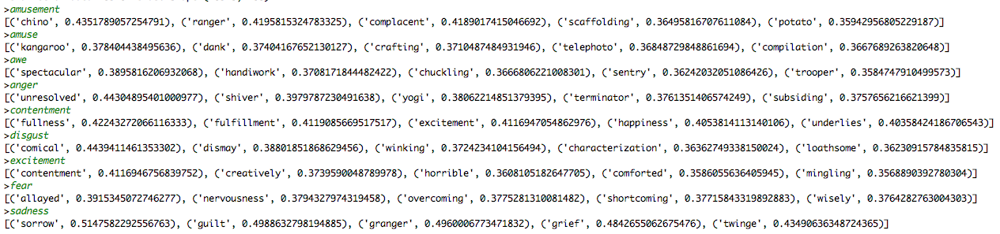 >amusement
[('chino', 0.4351789057254791), ('ranger', 0.4195815324783325), ('complacent', 0.4189017415046692), ('scaffolding', 0.36495816707611084), ('potato', 0.35942956805229187)]
>amuse
[('kangaroo', 0.378404438495636), ('dank', 0.37404167652130127), ('crafting', 0.3710487484931946), ('telephoto', 0.36848729848861694), ('compilation', 0.3667689263820648)]
>awe
[('spectacular', 0.3895816206932068), ('handiwork', 0.3708171844482422), ('chuckling', 0.3666806221008301), ('sentry', 0.36242032051086426), ('trooper', 0.3584747910499573)]
>anger
[('unresolved', 0.44304895401000977), ('shiver', 0.3979787230491638), ('yogi', 0.38062214851379395), ('terminator', 0.3761351406574249), ('subsiding', 0.3757656216621399)]
>contentment
[('fullness', 0.42243272066116333), ('fulfillment', 0.4119085669517517), ('excitement', 0.4116947054862976), ('happiness', 0.4053814113140106), ('underlies', 0.40358424186706543)]
>disgust
[('comical', 0.4439411461353302), ('dismay', 0.38801851868629456), ('winking', 0.3724234104156494), ('characterization', 0.36362749338150024), ('loathsome', 0.36230915784835815)]
>excitement
[('contentment', 0.4116946756839752), ('creatively', 0.3739590048789978), ('horrible', 0.3608105182647705), ('comforted', 0.3586055636405945), ('mingling', 0.3568890392780304)]
>fear
[('allayed', 0.3915345072746277), ('nervousness', 0.3794327974319458), ('overcoming', 0.3775281310081482), ('shortcoming', 0.37715843319892883), ('wisely', 0.3764282763004303)]
>sadness
[('sorrow', 0.5147582292556763), ('guilt', 0.4988632798194885), ('granger', 0.4960006773471832), ('grief', 0.4842655062675476), ('twinge', 0.43490636348724365)]